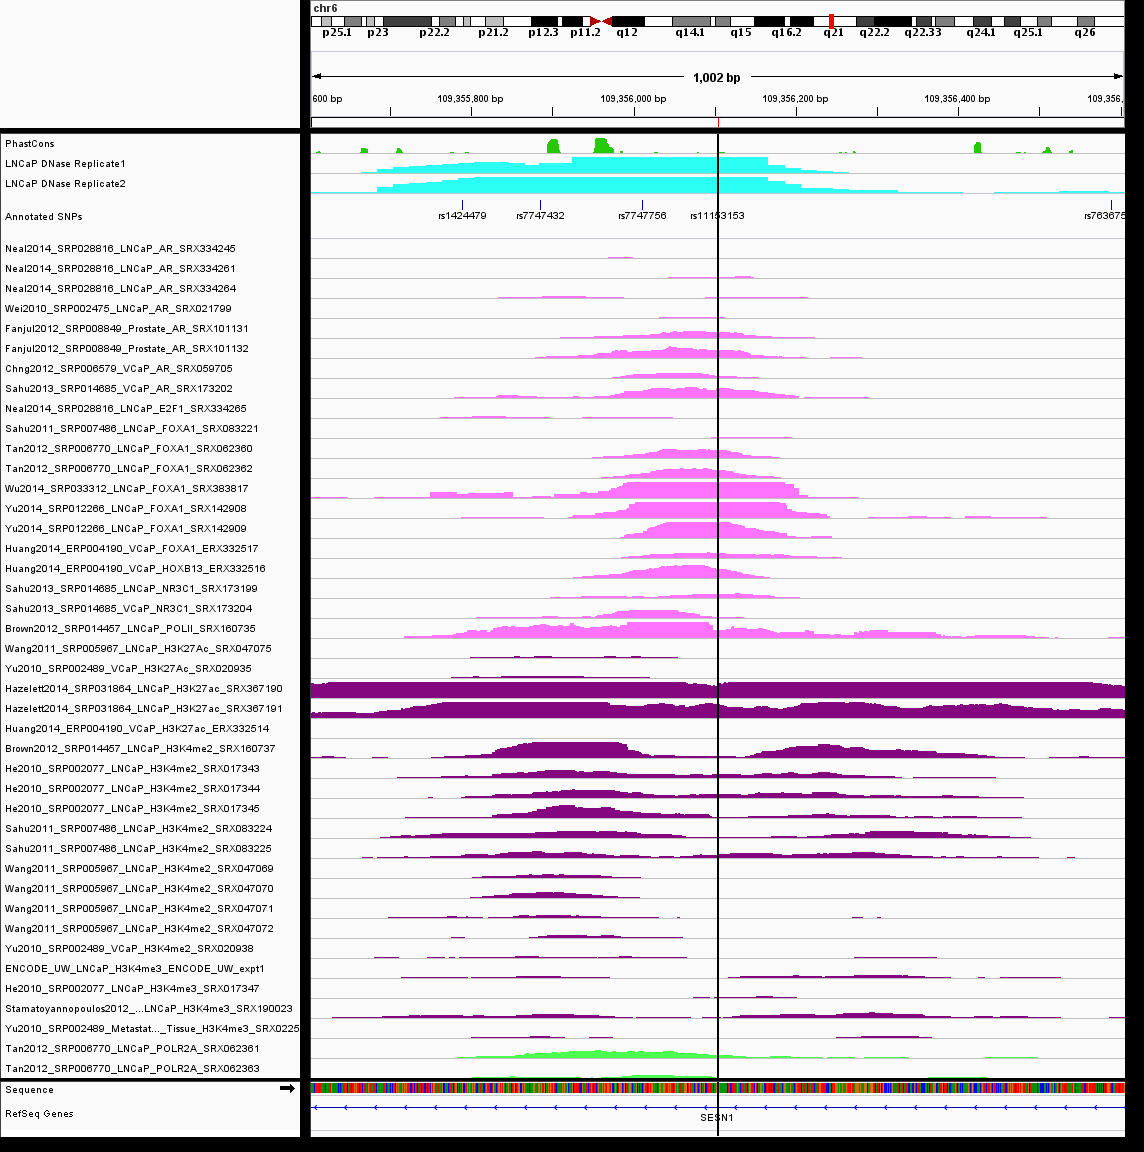 chr6
p25.1 p23 p22.2 p21.2 p12.3 p11.2 q12 q14.1 q15 q16.2 q21 q22.2 q22.33 q24.1 q25.1 q26
1,002 bp
600 bp 109,355,800 bp 109,356,000 bp 109,356,200 bp 109,356,400 bp 109,356,
PhastCons
LNCaP DNase Replicate1
LNCaP DNase Replicate2
Annotated SNPs rs1424479 rs7747432 rs7747756 rs11153153 rs763675
Neal2014_SRP028816_LNCaP_AR_SRX334245
Neal2014_SRP028816_LNCaP_AR_SRX334261
Neal2014_SRP028816_LNCaP_AR_SRX334264
Wei2010_SRP002475_LNCaP_AR_SRX021799
Fanjul2012_SRP008849_Prostate_AR_SRX101131
Fanjul2012_SRP008849_Prostate_AR_SRX101132
Chng2012_SRP006579_VCaP_AR_SRX059705
Sahu2013_SRP014685_VCaP_AR_SRX173202
Neal2014_SRP028816_LNCaP_E2F1_SRX334265
Sahu2011_SRP007486_LNCaP_FOXA1_SRX083221
Tan2012_SRP006770_LNCaP_FOXA1_SRX062360
Tan2012_SRP006770_LNCaP_FOXA1_SRX062362
Wu2014_SRP033312_LNCaP_FOXA1_SRX383817
Yu2014_SRP012266_LNCaP_FOXA1_SRX142908
Yu2014_SRP012266_LNCaP_FOXA1_SRX142909
Huang2014_ERP004190_VCaP_FOXA1_ERX332517
Huang2014_ERP004190_VCaP_HOXB13_ERX332516
Sahu2013_SRP014685_LNCaP_NR3C1_SRX173199
Sahu2013_SRP014685_VCaP_NR3C1_SRX173204
Brown2012_SRP014457_LNCaP_POLII_SRX160735
Wang2011_SRP005967_LNCaP_H3K27Ac_SRX047075
Yu2010_SRP002489_VCaP_H3K27Ac_SRX020935
Hazelett2014_SRP031864_LNCaP_H3K27ac_SRX367190
Hazelett2014_SRP031864_LNCaP_H3K27ac_SRX367191
Huang2014_ERP004190_VCaP_H3K27ac_ERX332514
Brown2012_SRP014457_LNCaP_H3K4me2_SRX160737
He2010_SRP002077_LNCaP_H3K4me2_SRX017343
He2010_SRP002077_LNCaP_H3K4me2_SRX017344
He2010_SRP002077_LNCaP_H3K4me2_SRX017345
Sahu2011_SRP007486_LNCaP_H3K4me2_SRX083224
Sahu2011_SRP007486_LNCaP_H3K4me2_SRX083225
Wang2011_SRP005967_LNCaP_H3K4me2_SRX047069
Wang2011_SRP005967_LNCaP_H3K4me2_SRX047070
Wang2011_SRP005967_LNCaP_H3K4me2_SRX047071
Wang2011_SRP005967_LNCaP_H3K4me2_SRX047072
Yu2010_SRP002489_VCaP_H3K4me2_SRX020938
ENCODE_UW_LNCaP_H3K4me3_ENCODE_UW_expt1
He2010_SRP002077_LNCaP_H3K4me3_SRX017347
Stamatoyannopoulos2012_...LNCaP_H3K4me3_SRX190023
Yu2010_SRP002489_Metastat..._Tissue_H3K4me3_SRX0225
Tan2012_SRP006770_LNCaP_POLR2A_SRX062361
Tan2012_SRP006770_LNCaP_POLR2A_SRX062363
Sequence
RefSeq Genes
SESN1